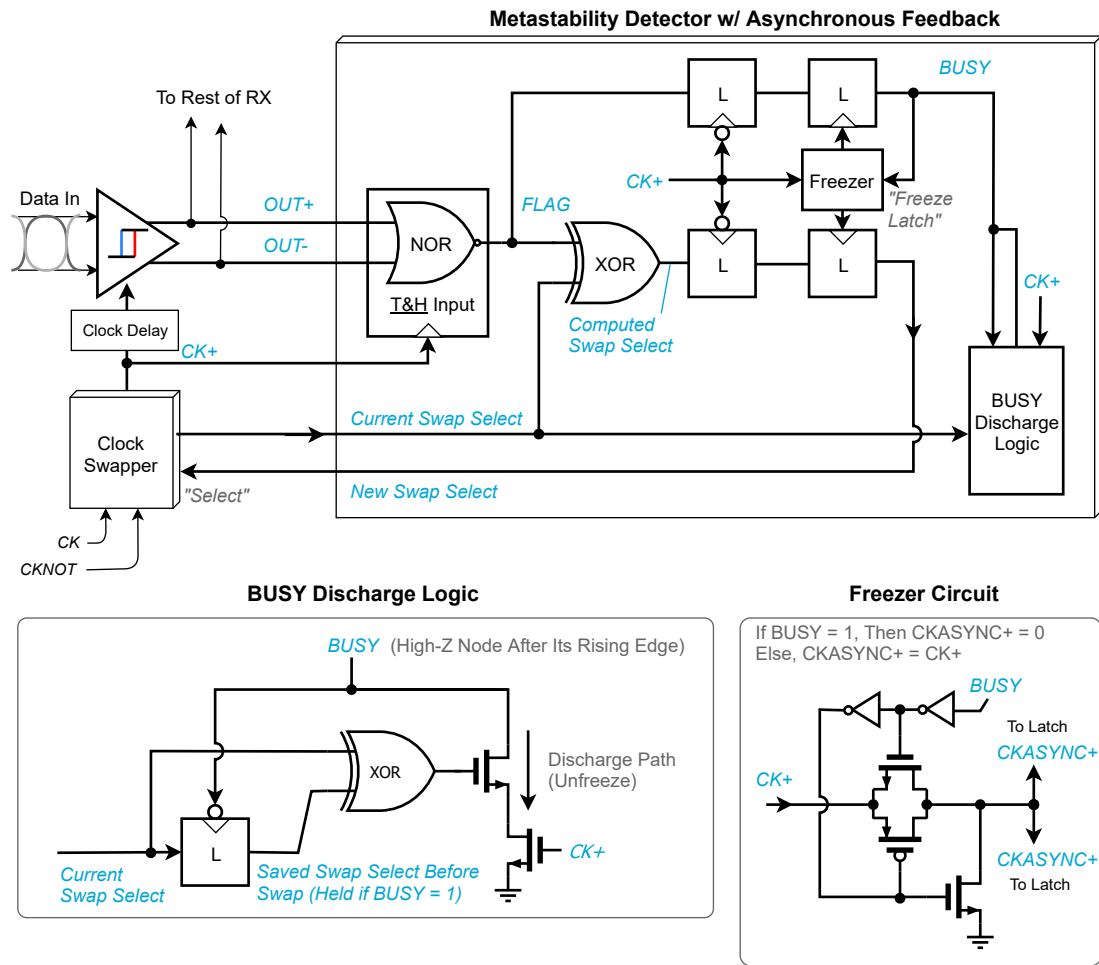 Metastability Detector w/ Asynchronous Feedback
BUSY
To Rest of RX
L
L
Data In
OUT+
OUT-
NOR
T&H Input
FLAG
CK+
Freezer
"Freeze
Latch"
XOR
L
L
CK+
Computed
Swap Select
Clock Delay
CK+
BUSY
Discharge
Logic
Clock
Swapper
Current Swap Select
"Select"
New Swap Select
CK
CKNOT
BUSY Discharge Logic
BUSY (High-Z Node After Its Rising Edge)
XOR
Discharge Path
(Unfreeze)
L
CK+
Current
Swap Select
Saved Swap Select Before
Swap (Held if BUSY = 1)
Freezer Circuit
If BUSY = 1, Then CKASYNC+ = 0
Else, CKASYNC+ = CK+
BUSY
To Latch
CKASYNC+
CK+
CKASYNC+
To Latch